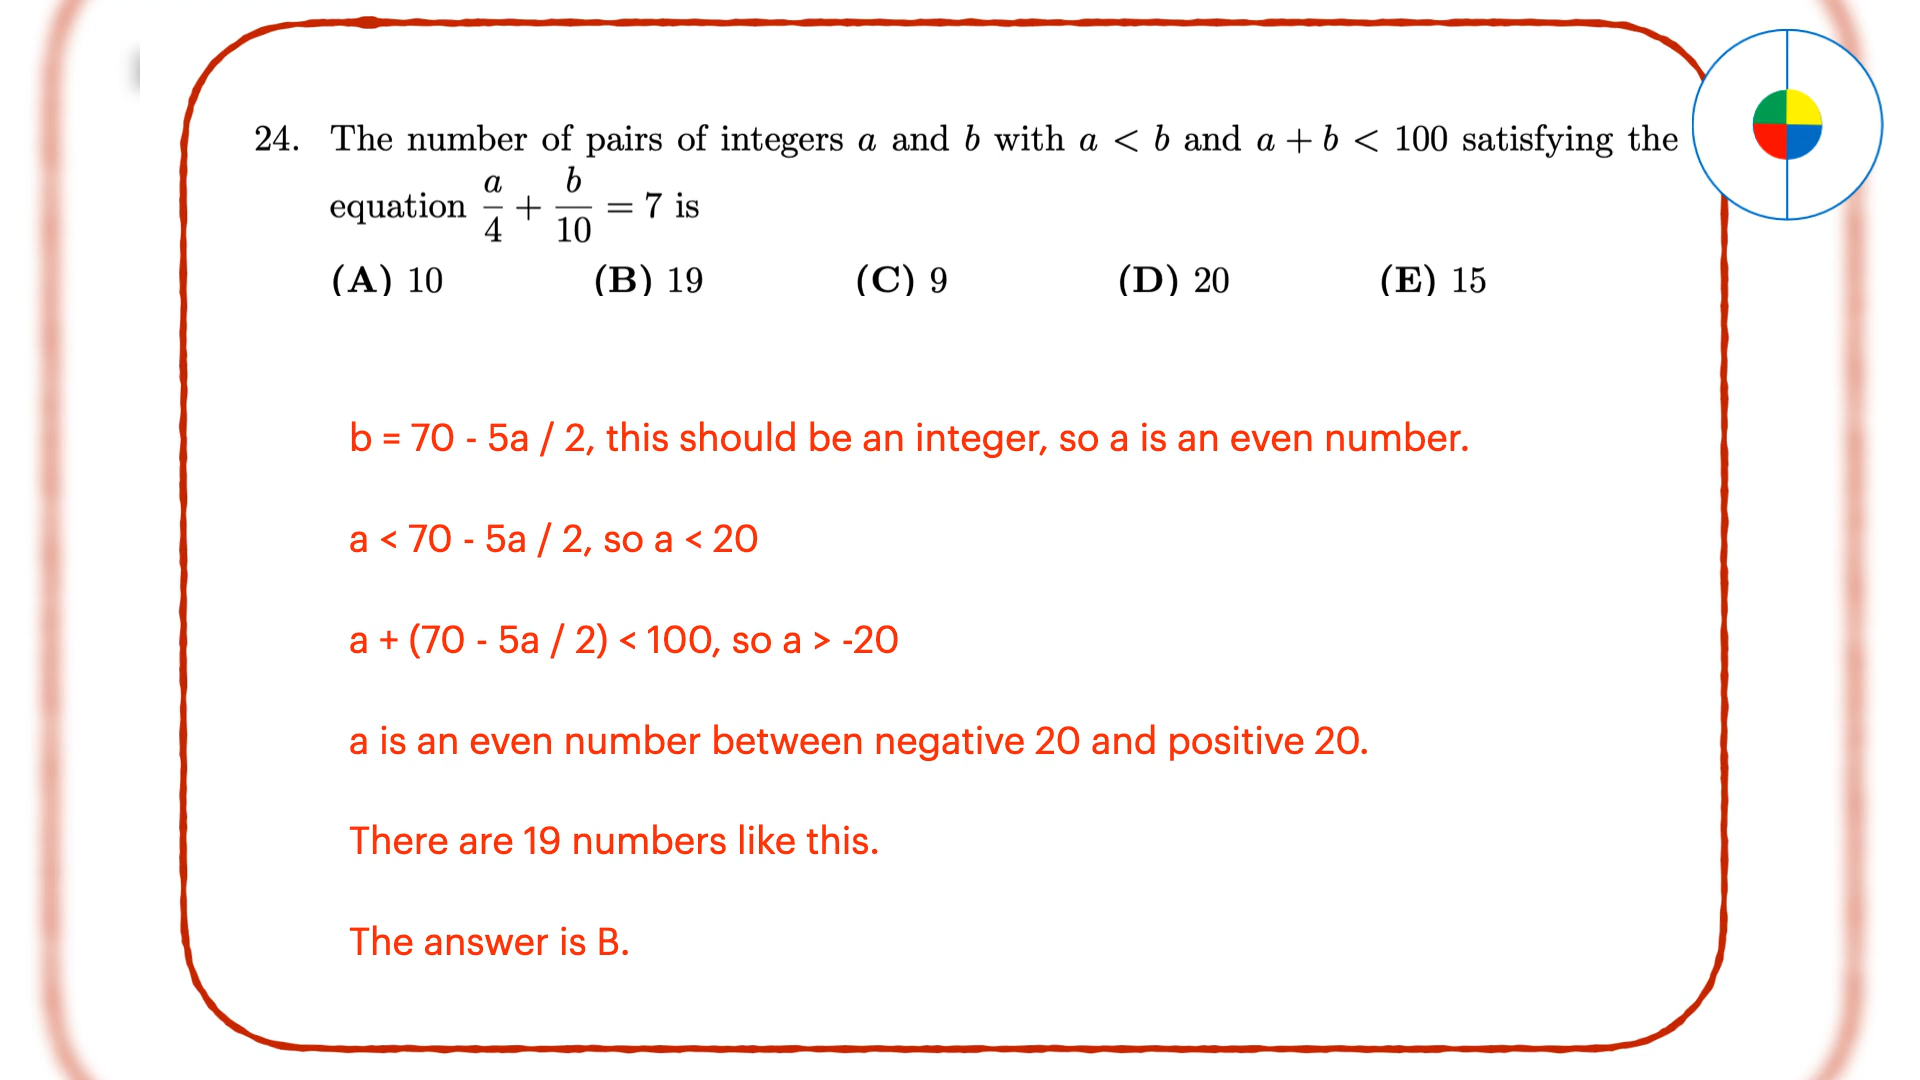 24. The number of pairs of integers a and b with a < b and a + b < 100 satisfying the
equation a/4 + b/10 = 7 is
(A) 10 (B) 19 (C) 9 (D) 20 (E) 15
b = 70 - 5a / 2, this should be an integer, so a is an even number.
a < 70 - 5a / 2, so a < 20
a + (70 - 5a / 2) < 100, so a > -20
a is an even number between negative 20 and positive 20.
There are 19 numbers like this.
The answer is B.